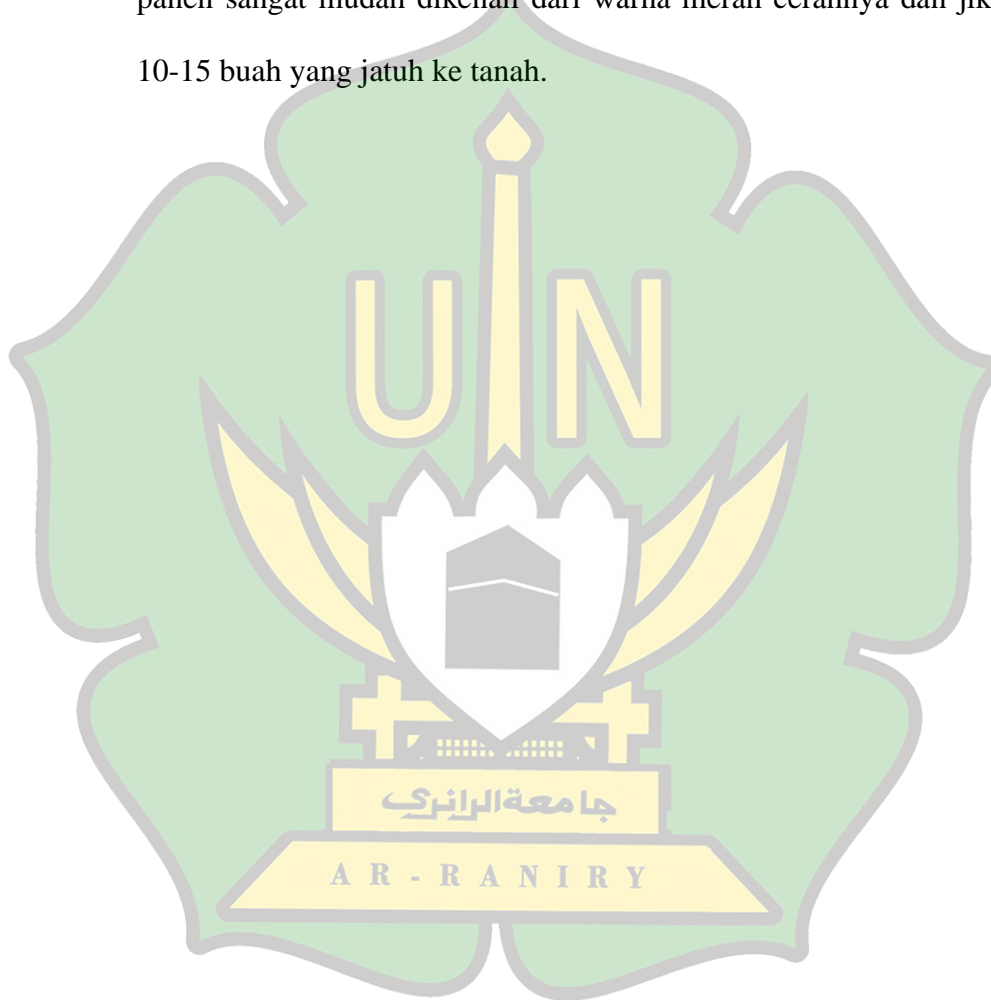 panen sangat mudah dikenali dari warna merah cerahnya dan jik
10-15 buah yang jatuh ke tanah.
UIN
جامعة الرانري
AR - RANIRY